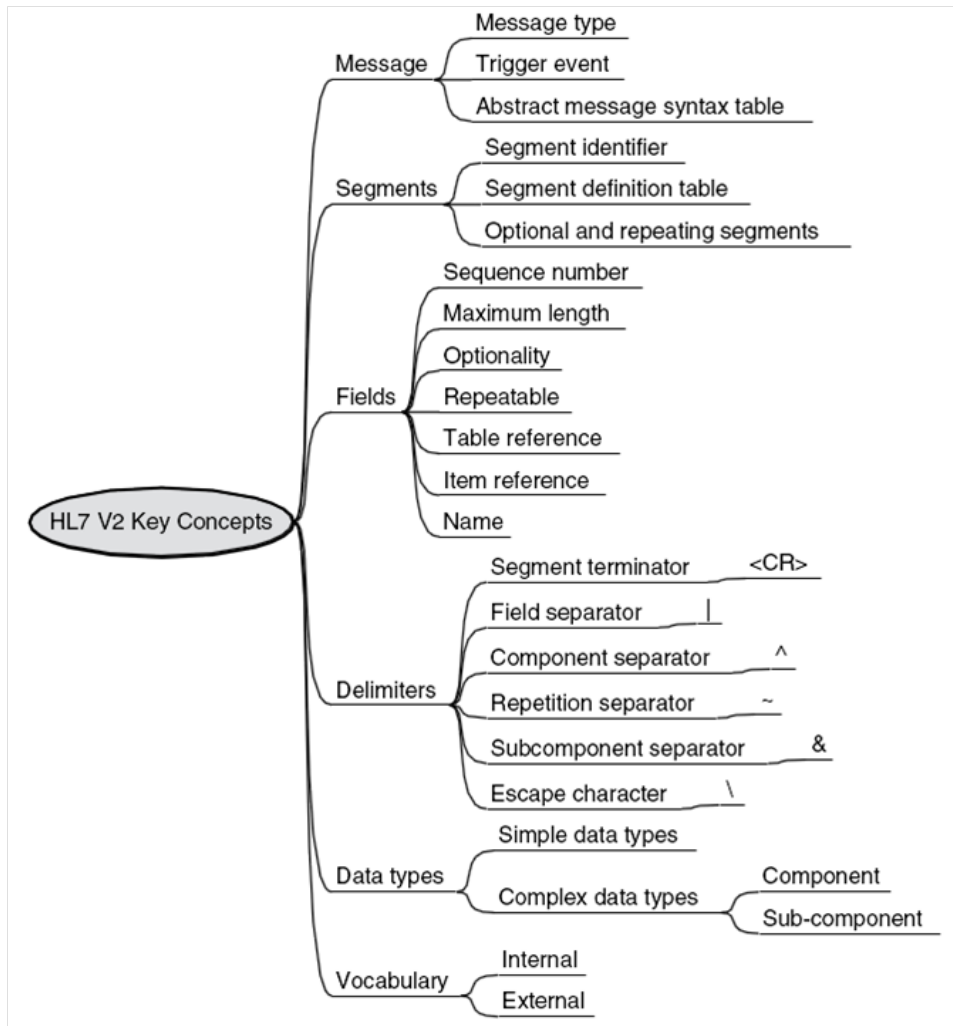 Message type
Message
Trigger event
Abstract message syntax table
Segment identifier
Segments
Segment definition table
Optional and repeating segments
Sequence number
Maximum length
Optionality
Fields
Repeatable
Table reference
Item reference
Name
HL7 V2 Key Concepts
Segment terminator <CR>
Field separator |
Component separator ^
Delimiters
Repetition separator ~
Subcomponent separator &
Escape character \
Simple data types
Data types
Complex data types
Component
Sub-component
Internal
Vocabulary
External